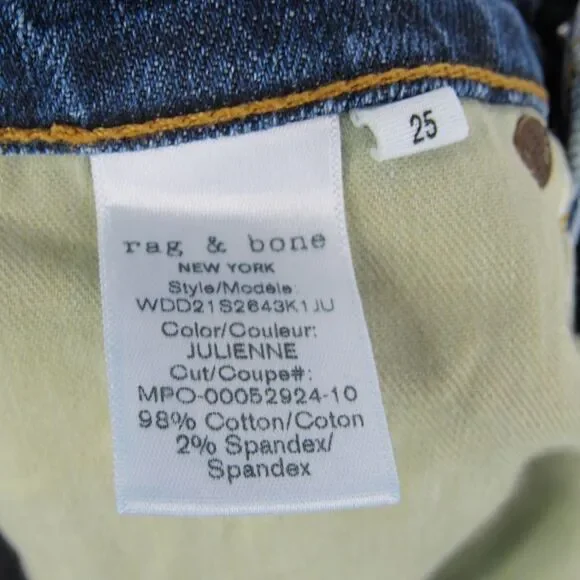 25
rag & bone
NEW YORK
Style/Modele:
WDD21S2643K1JU
Color/Couleur:
JULIENNE
Cut/Coupe#:
MPO-00052924-10
98% Cotton/Coton
2% Spandex/
Spandex